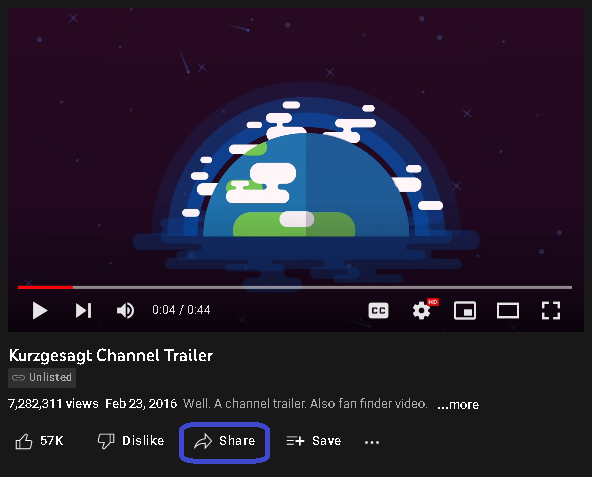 HD
CC
0:04 / 0:44
Kurzgesagt Channel Trailer
Unlisted
7,282,311 views Feb 23, 2016 Well. A channel trailer. Also fan finder video. ...more
57K Dislike Share Save ...